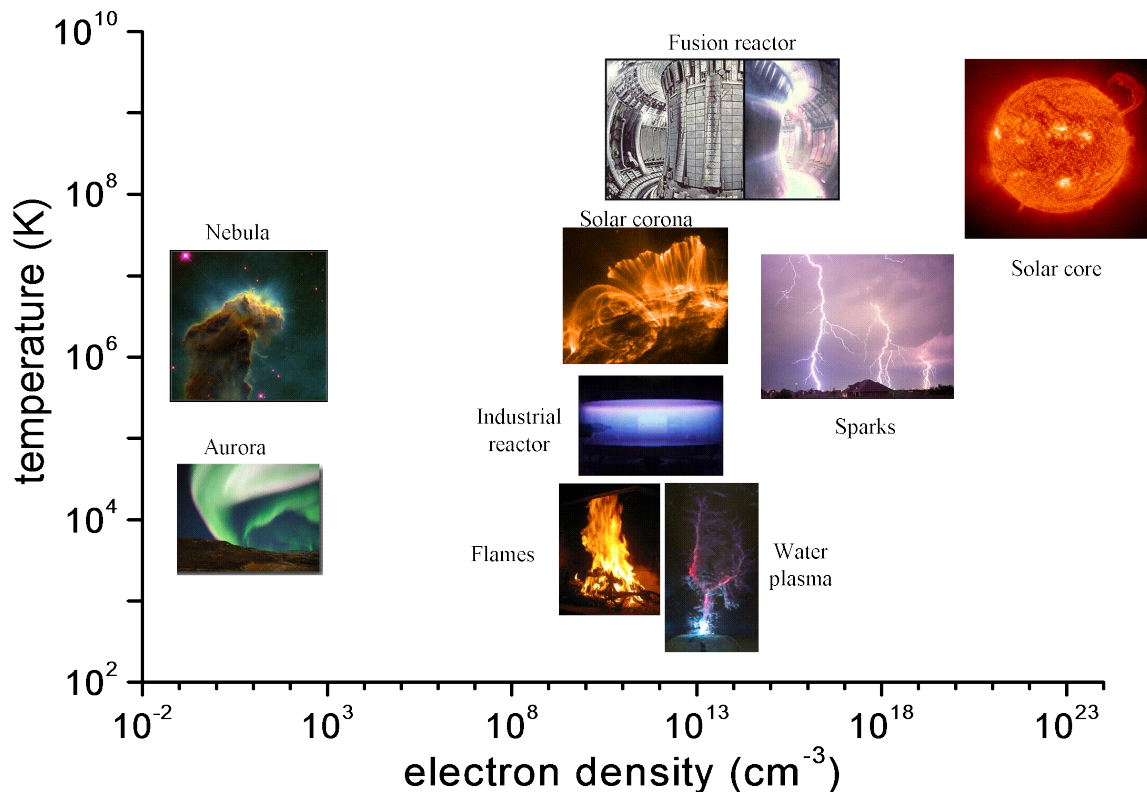 10^10
Fusion reactor
10^8
Solar corona
Nebula
Solar core
10^6
Industrial
reactor
Sparks
Aurora
10^4
Flames
Water
plasma
10^2
temperature (K)
10^-2
10^3
10^8
10^13
10^18
10^23
electron density (cm^-3)